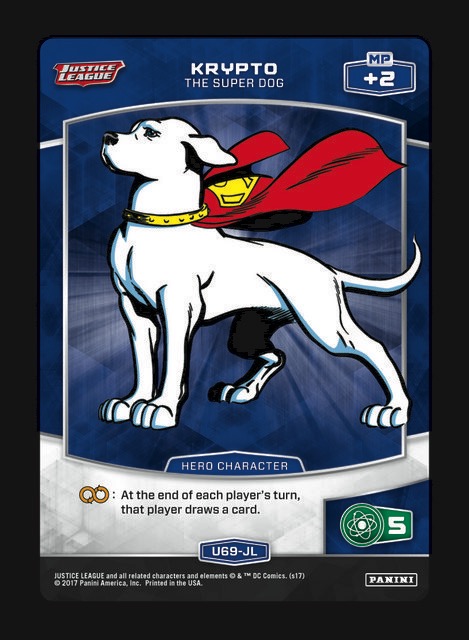 JUSTICE
LEAGUE
KRYPTO
THE SUPER DOG
MP
+2
HERO CHARACTER
: At the end of each player's turn,
that player draws a card.
5
U69-JL
JUSTICE LEAGUE and all related characters and elements © & ™ DC Comics. (s17)
© 2017 Panini America, Inc. Printed in the USA.
PANINI